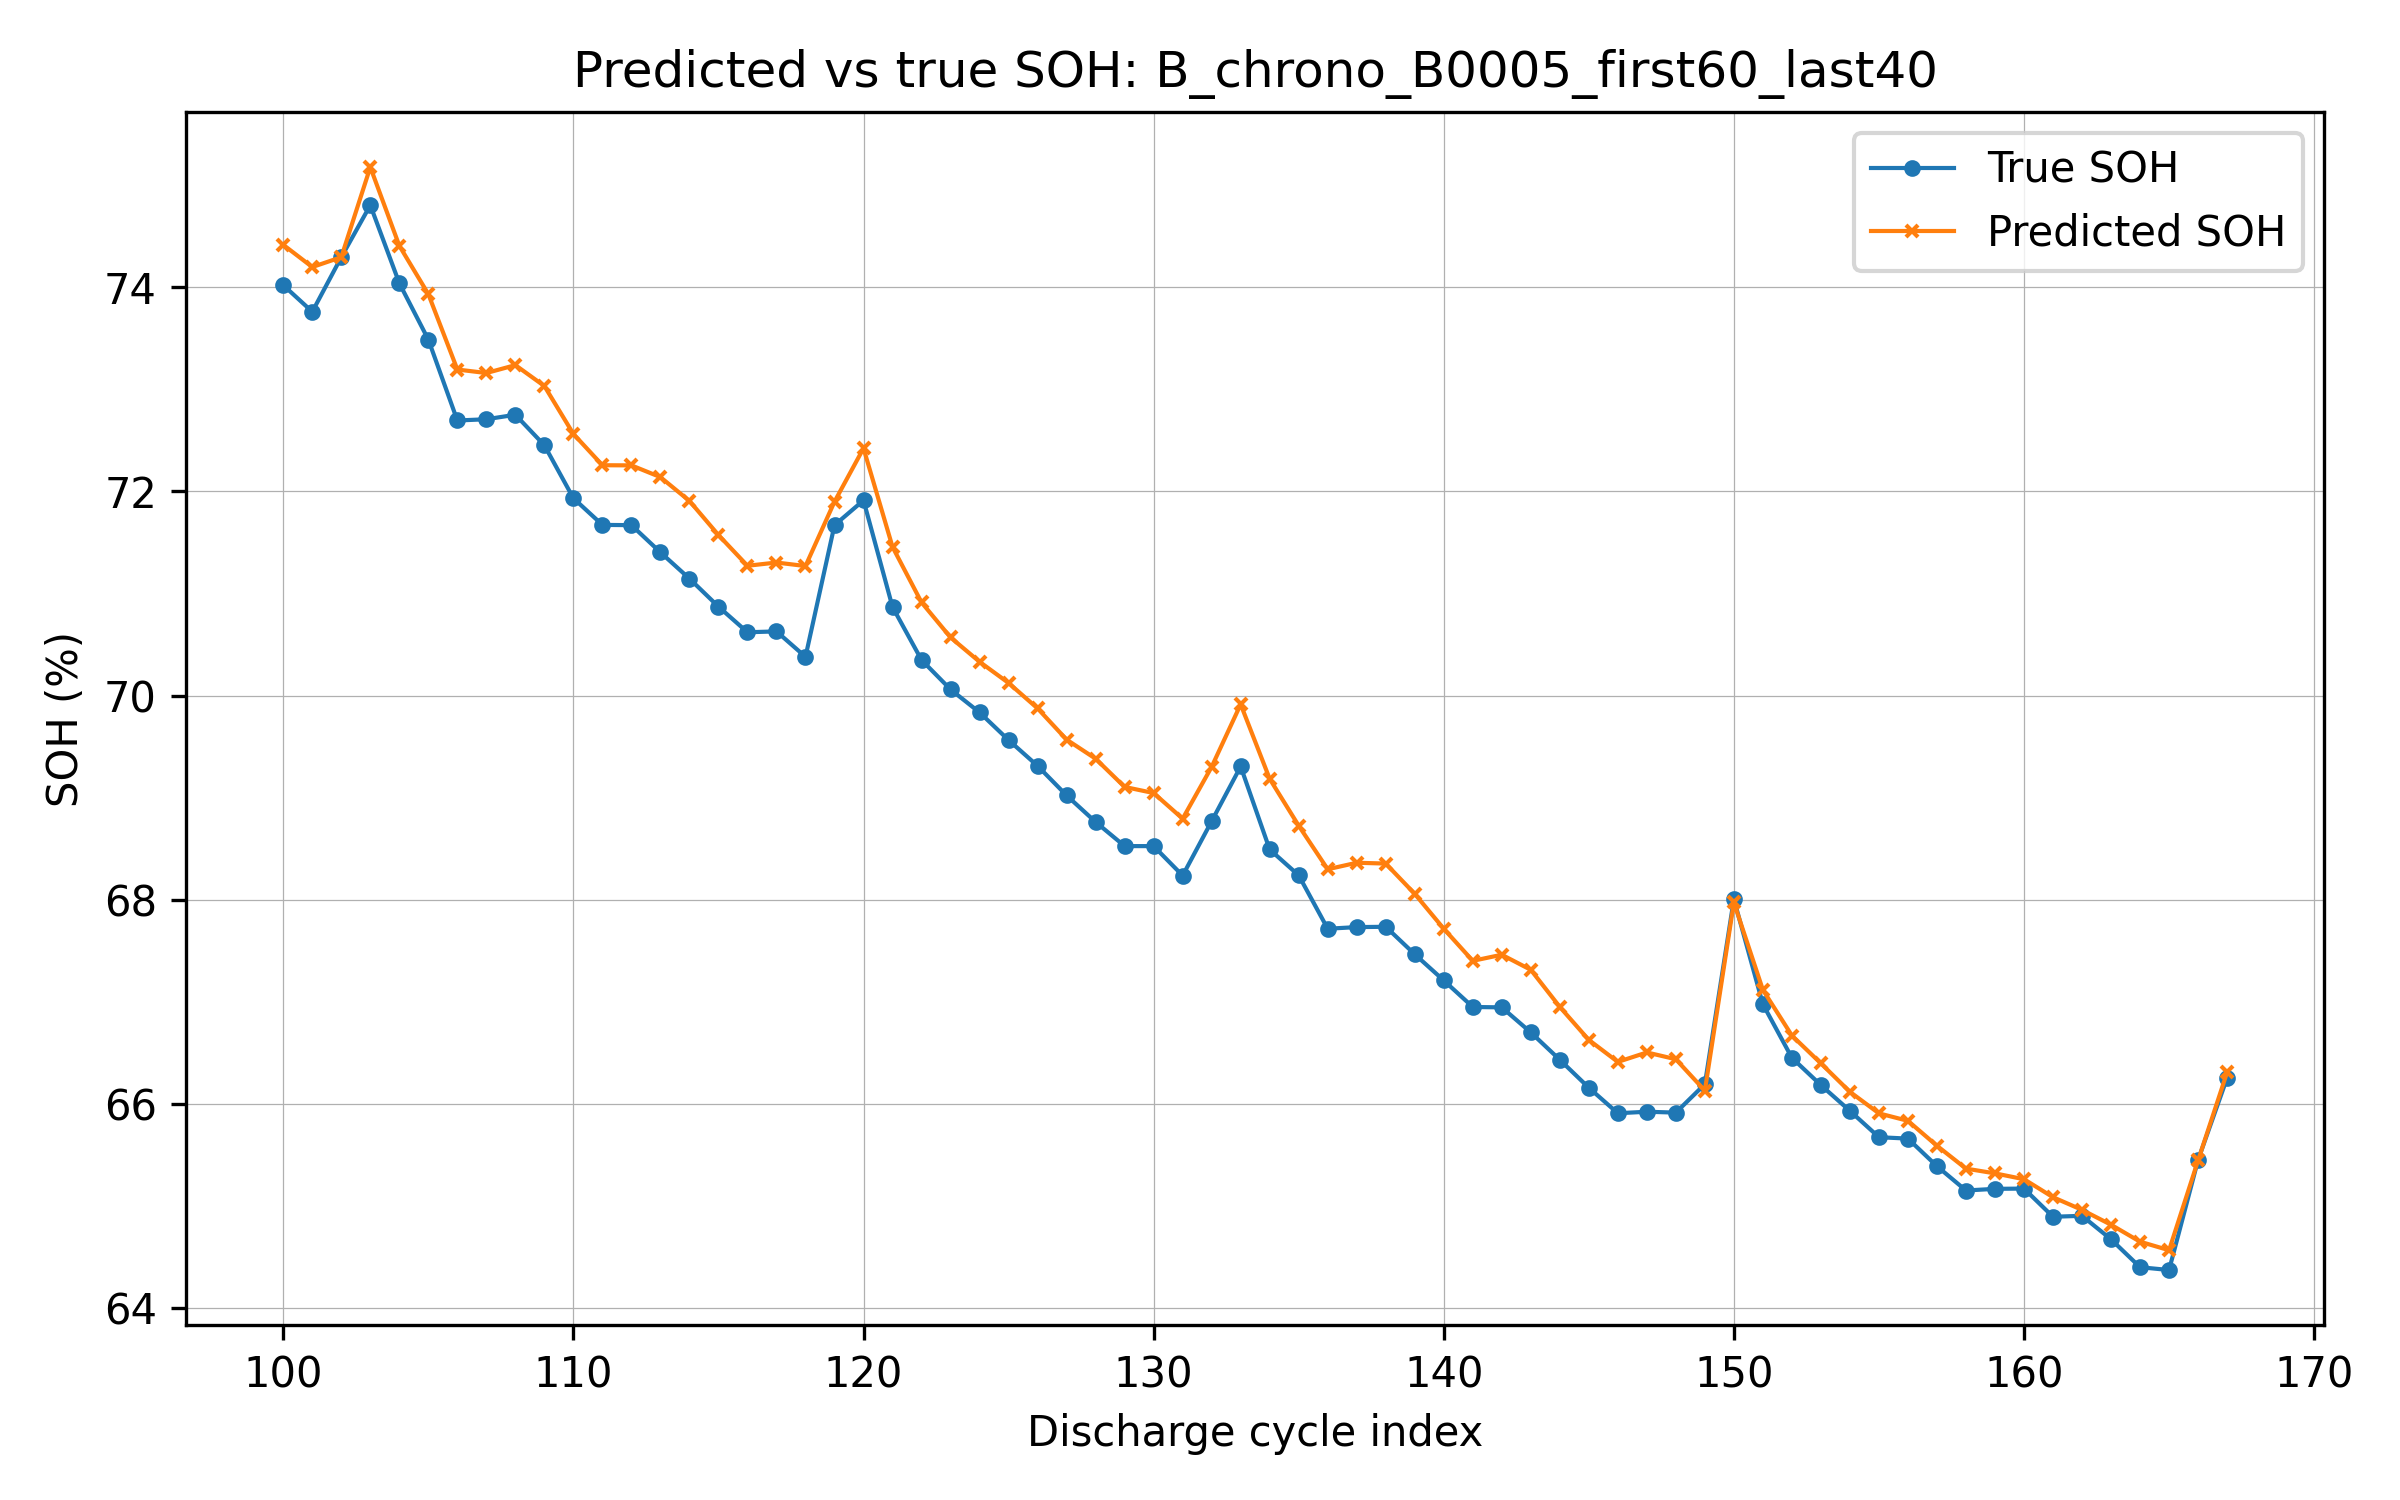 Predicted vs true SOH: B_chrono_B0005_first60_last40
True SOH
Predicted SOH
SOH (%)
74
72
70
68
66
64
100 110 120 130 140 150 160 170
Discharge cycle index